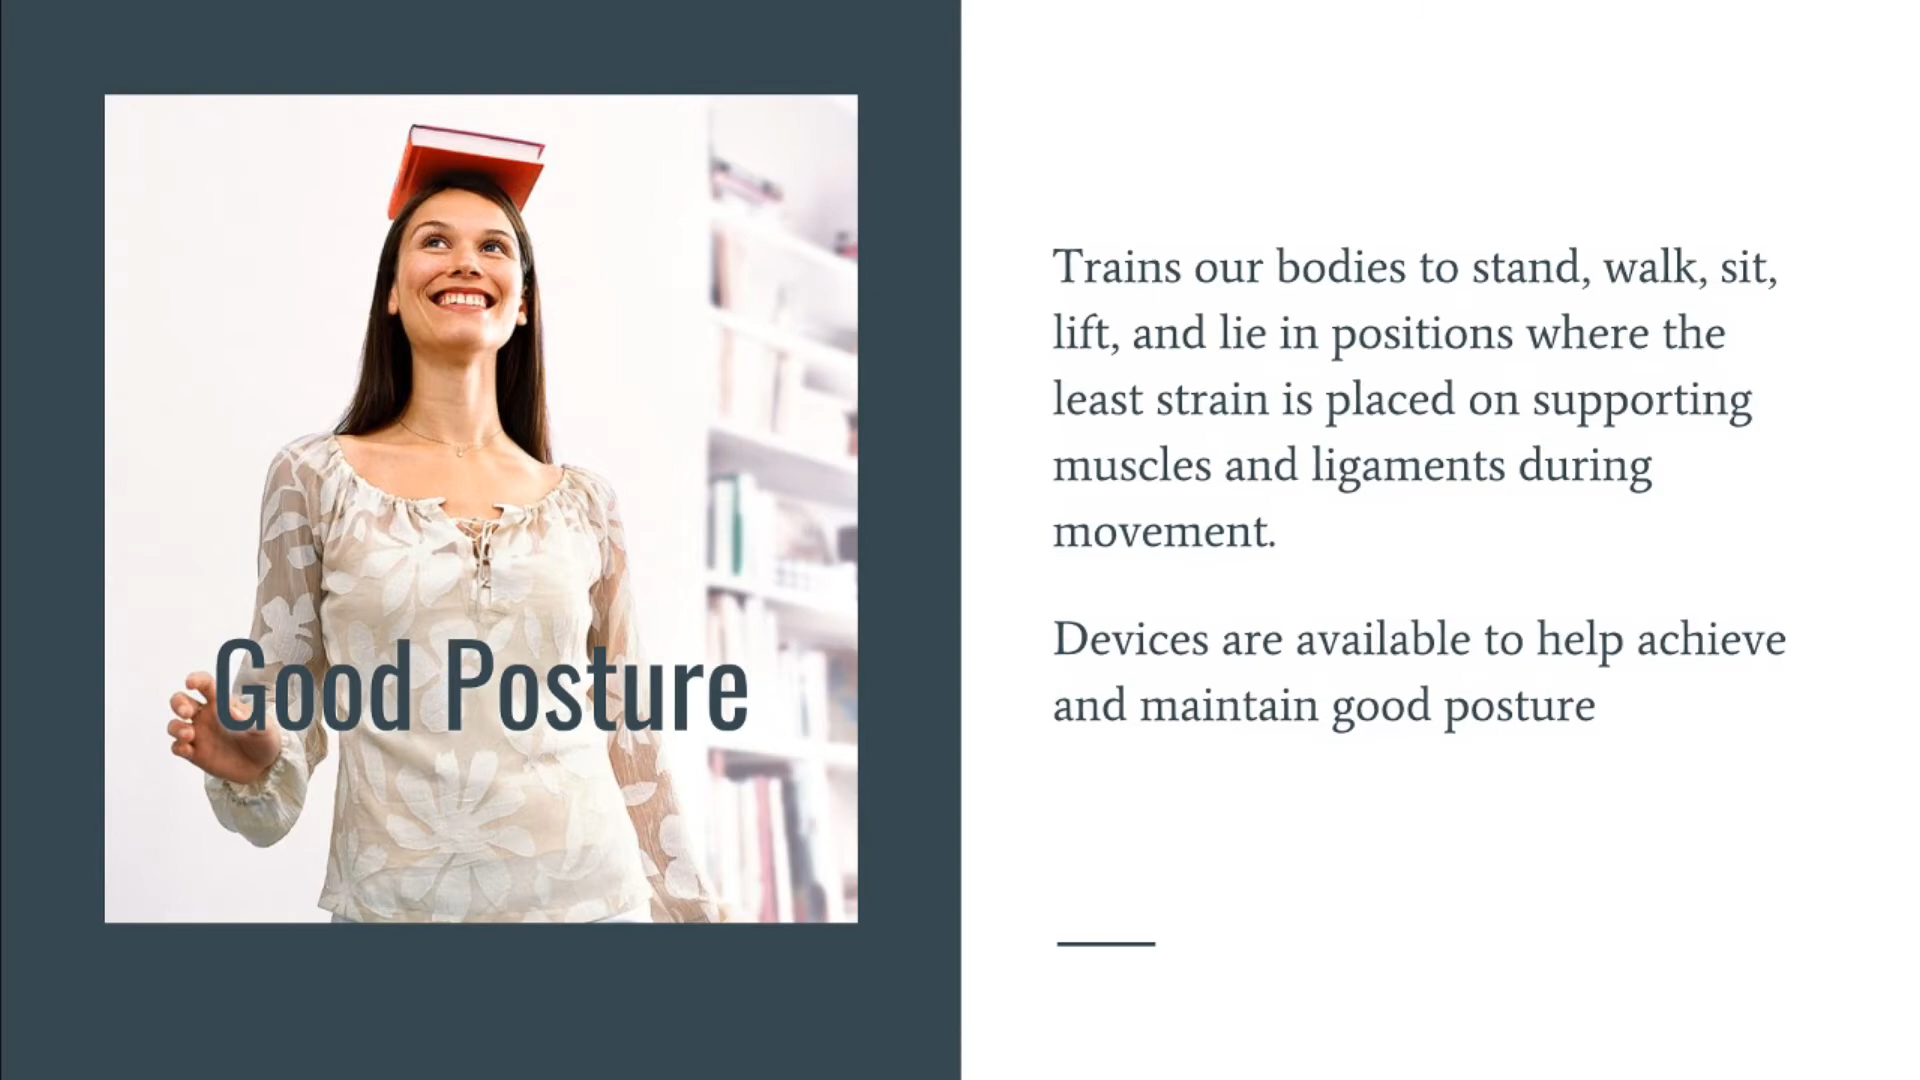 Good Posture
Trains our bodies to stand, walk, sit,
lift, and lie in positions where the
least strain is placed on supporting
muscles and ligaments during
movement.
Devices are available to help achieve
and maintain good posture